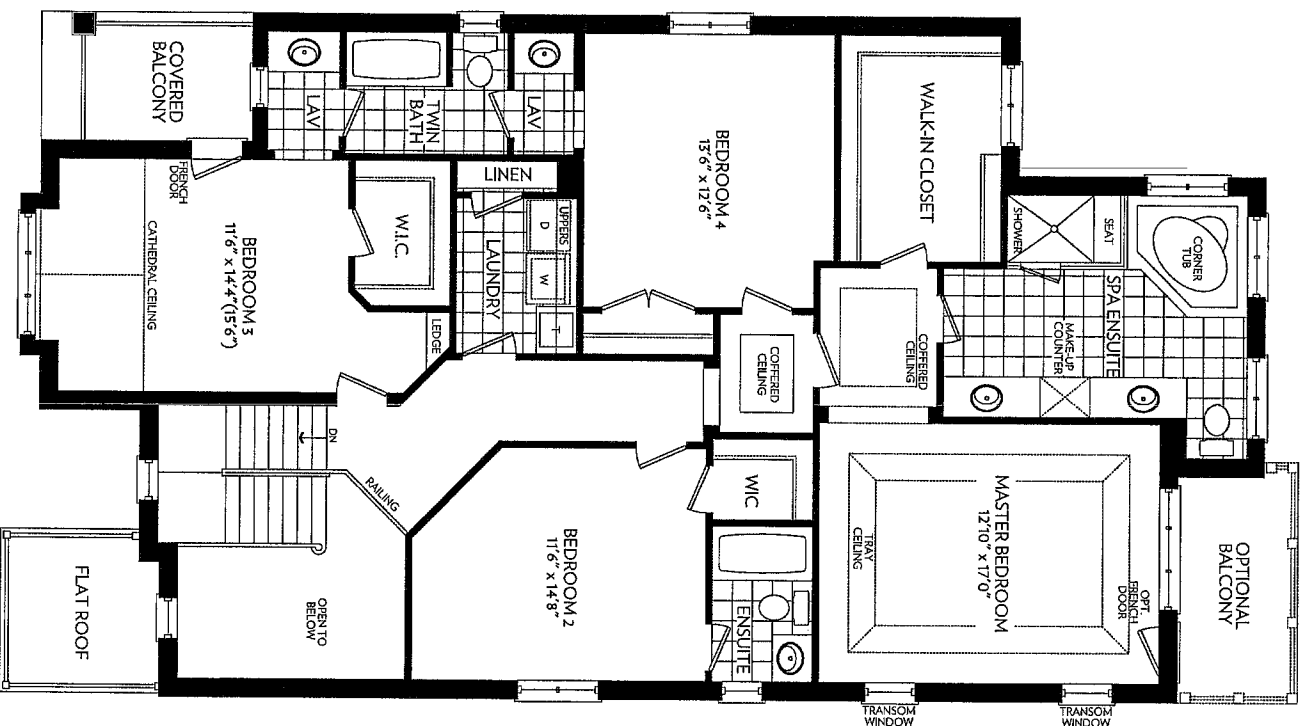 COVERED
BALCONY
LAV
TWIN
BATH
LAV
BEDROOM 4
13'6" x 12'6"
WALK-IN CLOSET
FRENCH
DOOR
CATHEDRAL CEILING
BEDROOM 3
11'6" x 14'4"(15'6")
W.I.C.
LINEN
LAUNDRY
UPPERS
D
W
T
LEDGE
SHOWER
SEAT
CORNER
TUB
SPA ENSUITE
MAKE-UP
COUNTER
COFFERED
CEILING
COFFERED
CEILING
DN
RAILING
WIC
BEDROOM 2
11'6" x 14'8"
ENSUITE
MASTER BEDROOM
12'10" x 17'0"
TRAY
CEILING
OPT.
FRENCH
DOOR
OPTIONAL
BALCONY
FLAT ROOF
OPEN TO
BELOW
TRANSOM
WINDOW
TRANSOM
WINDOW